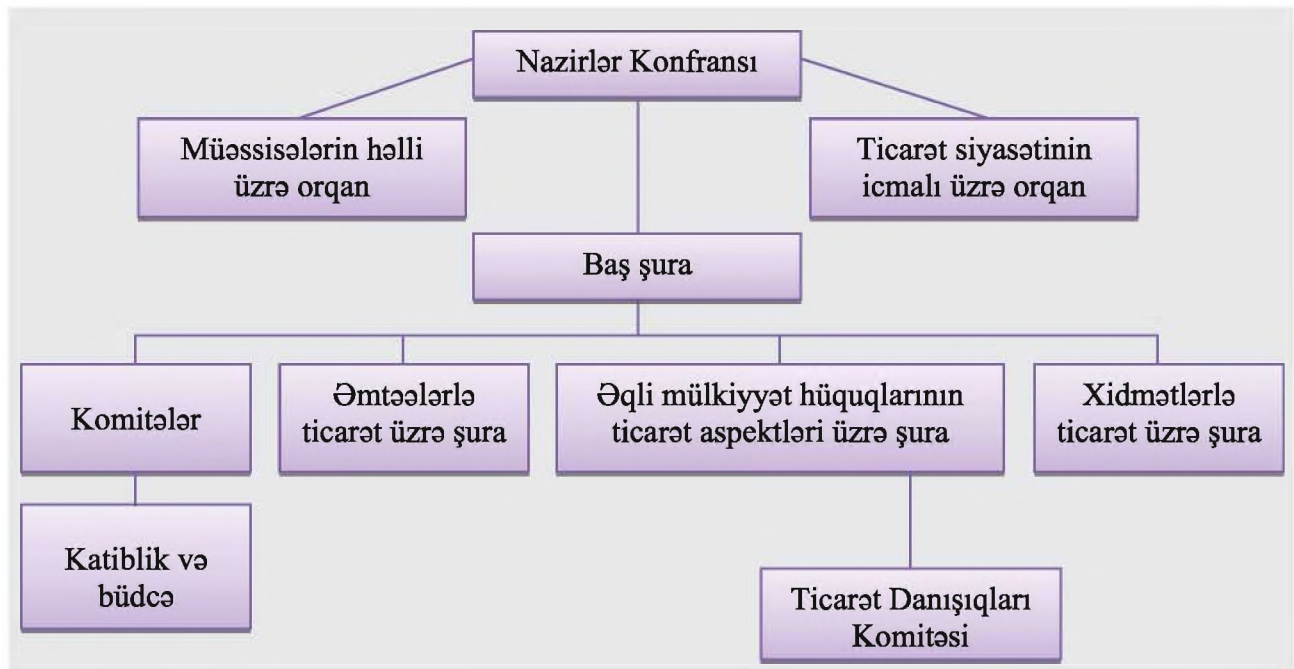 Nazirlər Konfransı
Müəssisələrin həlli
üzrə orqan
Ticarət siyasətinin
icmalı üzrə orqan
Baş şura
Komitələr
Əmtəələrlə
ticarət üzrə şura
Əqli mülkiyyət hüquqlarının
ticarət aspektləri üzrə şura
Xidmətlərlə
ticarət üzrə şura
Katiblik və
büdcə
Ticarət Danışıqları
Komitəsi